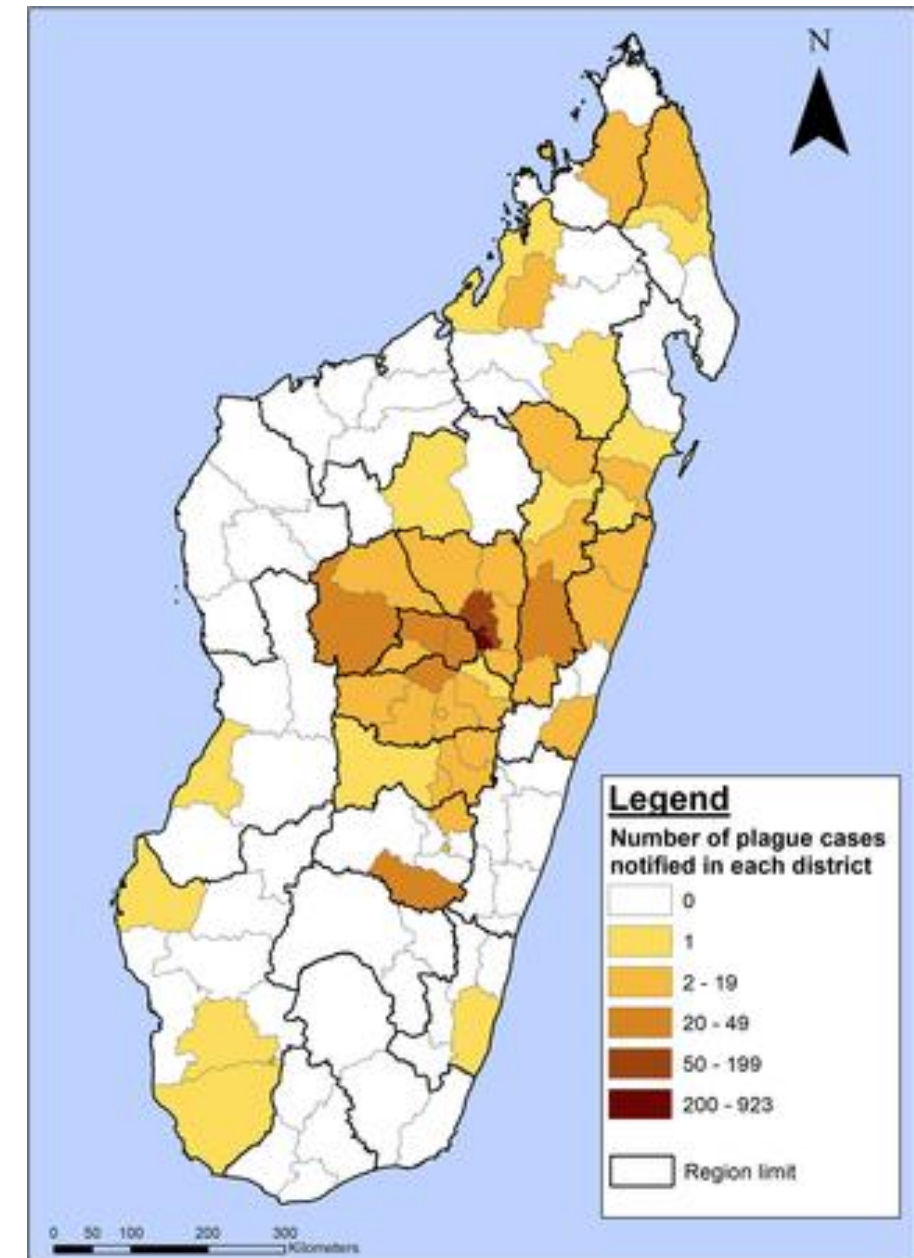 N
Legend
Number of plague cases
notified in each district
0
1
2 - 19
20 - 49
50 - 199
200 - 923
Region limit
0 50 100 200 300
Kilometers